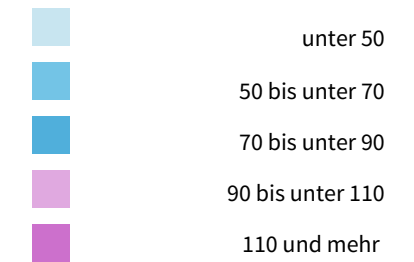 unter 50
50 bis unter 70
70 bis unter 90
90 bis unter 110
110 und mehr